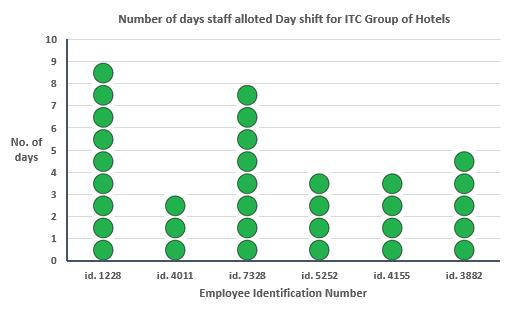 Number of days staff alloted Day shift for ITC Group of Hotels
10
9
8
7
6
5
4
3
2
1
0
No. of
days
id. 1228 id. 4011 id. 7328 id. 5252 id. 4155 id. 3882
Employee Identification Number